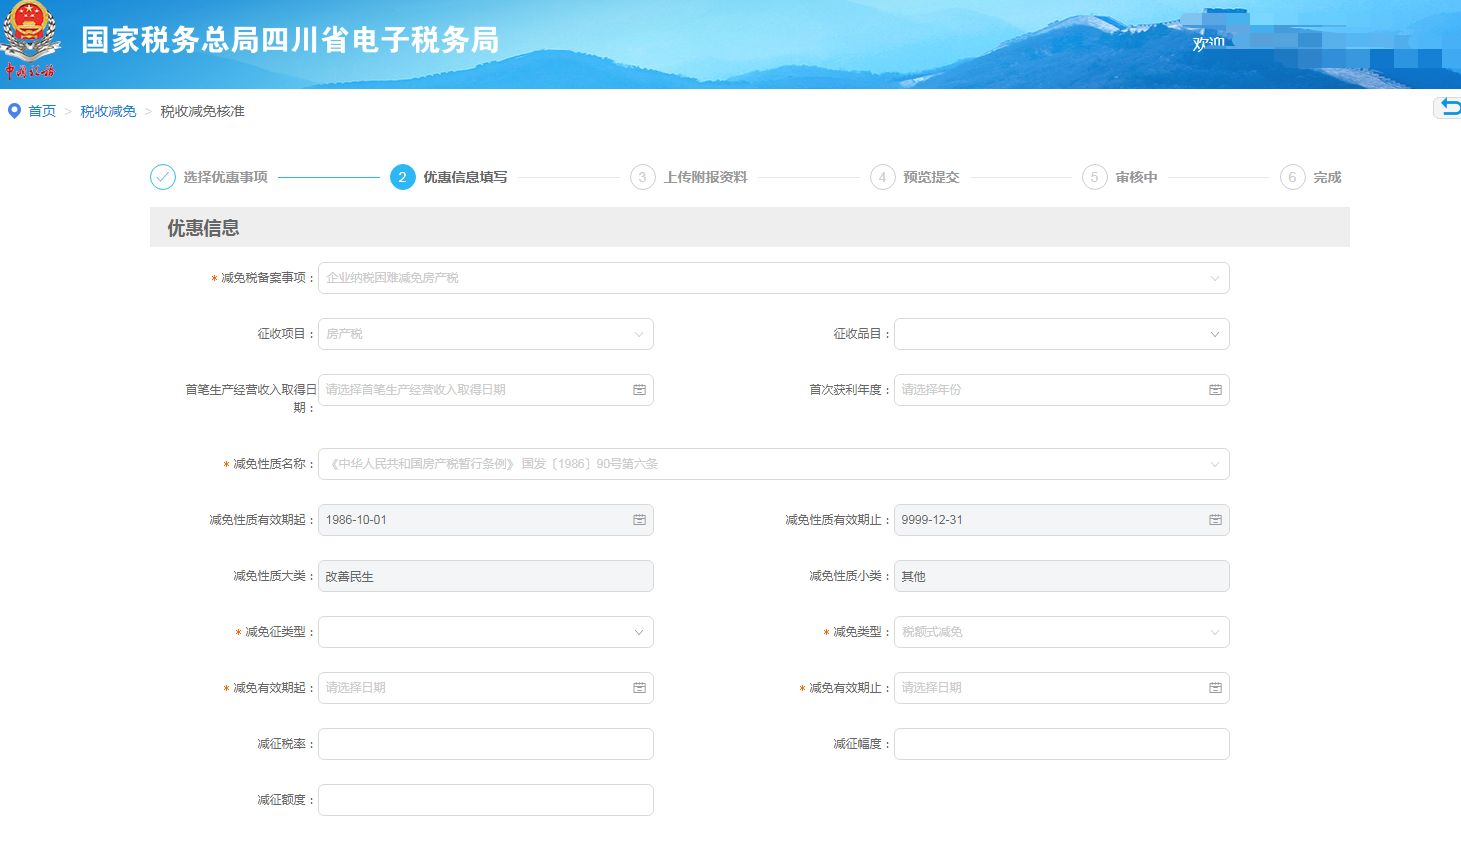 国家税务总局四川省电子税务局
中国税务
首页 > 税收减免 > 税收减免核准
选择优惠事项 2 优惠信息填写 3 上传附报资料 4 预览提交 5 审核中 6 完成
优惠信息
* 减免税备案事项： 企业纳税困难减免房产税
征收项目： 房产税 征收品目：
首笔生产经营收入取得日期： 请选择首笔生产经营收入取得日期 首次获利年度： 请选择年份
* 减免性质名称： 《中华人民共和国房产税暂行条例》 国发〔1986〕90号第六条
减免性质有效期起： 1986-10-01 减免性质有效期止： 9999-12-31
减免性质大类： 改善民生 减免性质小类： 其他
* 减免征类型： * 减免类型： 税额式减免
* 减免有效期起： 请选择日期 * 减免有效期止： 请选择日期
减征税率： 减征幅度：
减征额度：